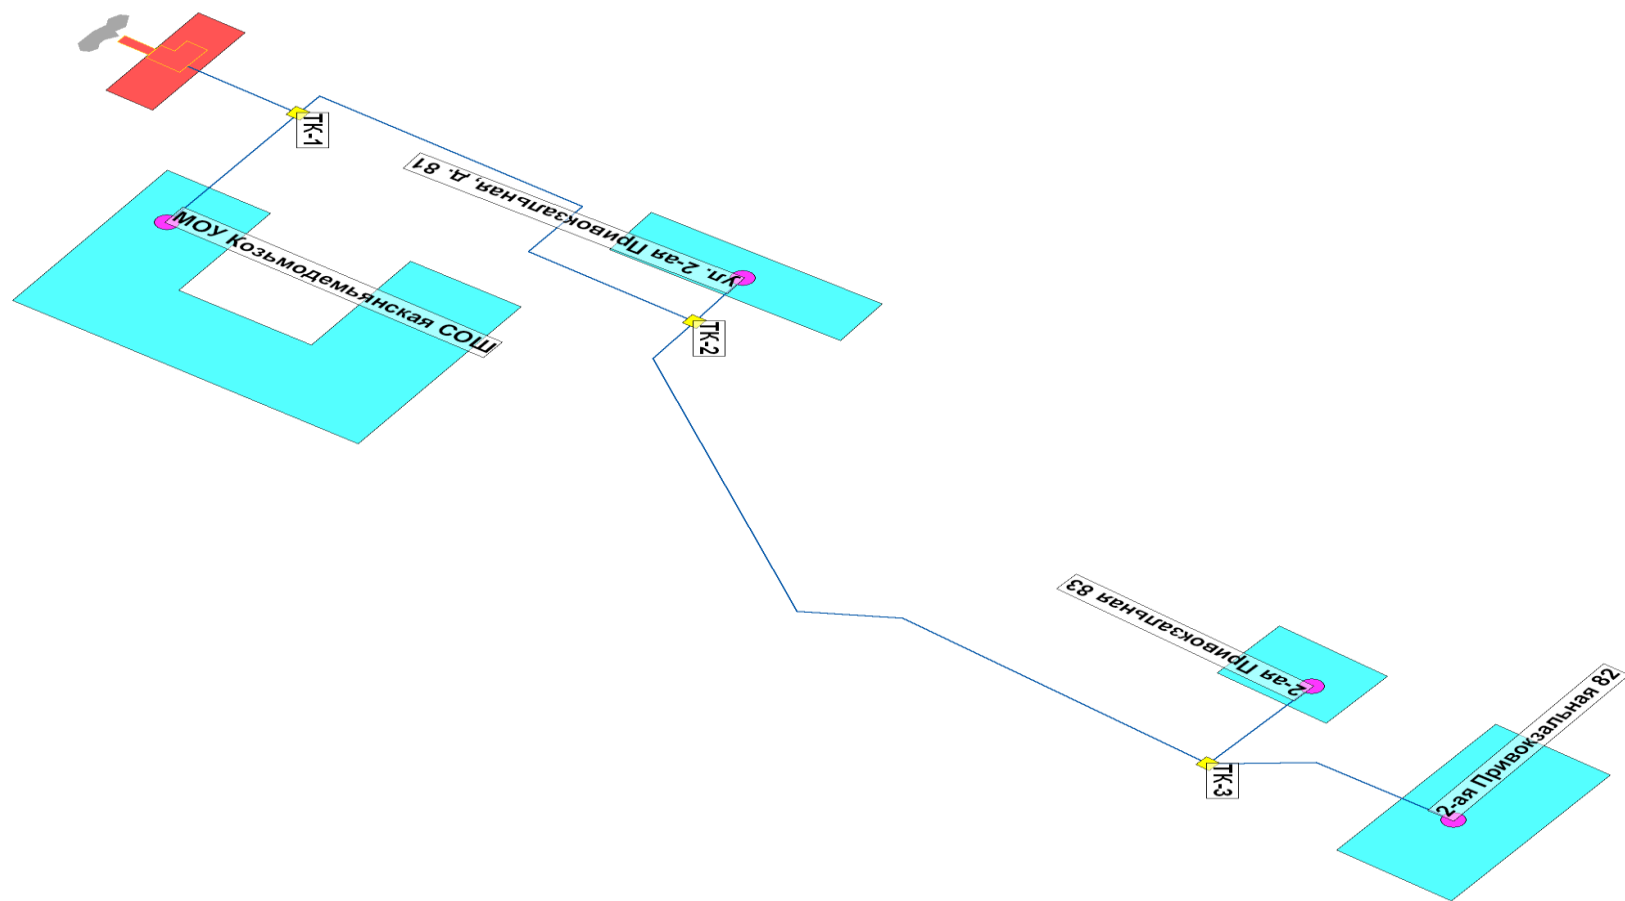 ТК-1
ул. 2-ая Привокзальная, д. 81
МОУ Козьмодемьянская СОШ
ТК-2
2-ая Привокзальная 83
2-ая Привокзальная 82
ТК-3